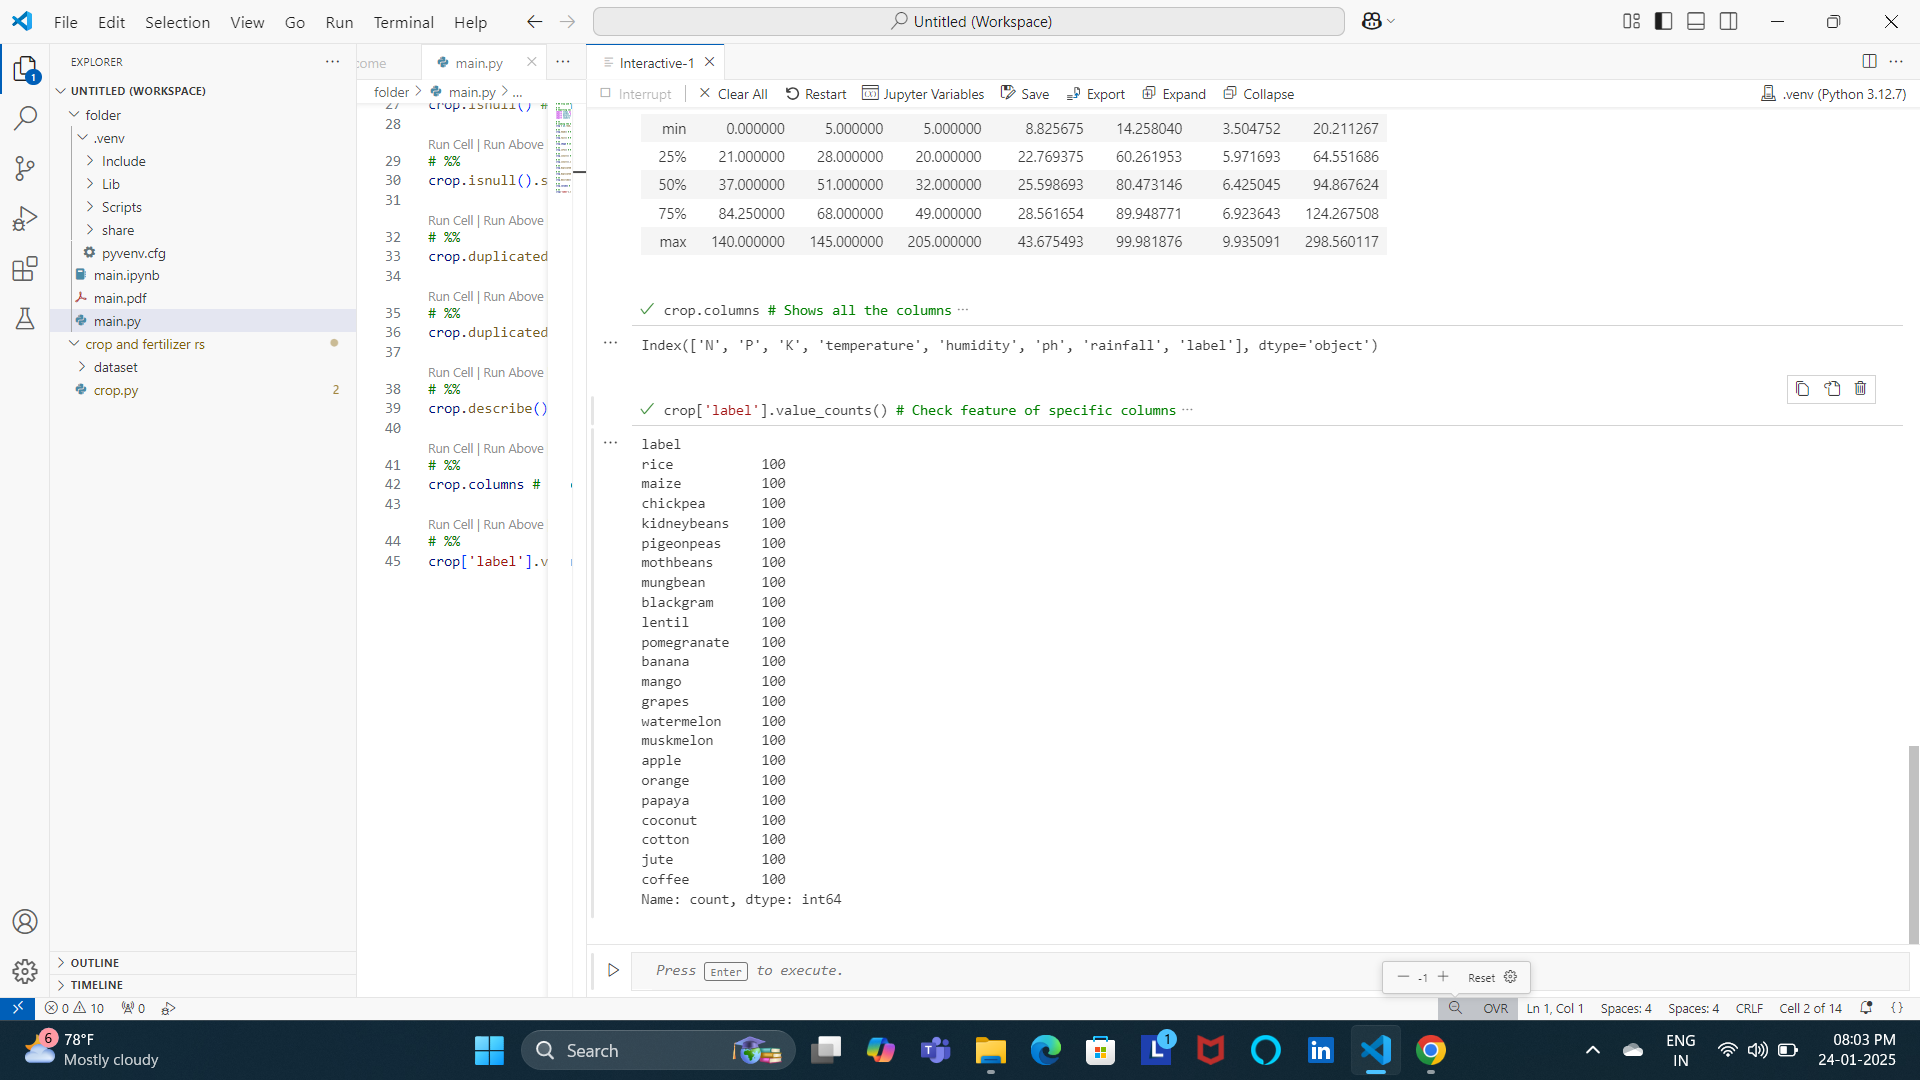 File Edit Selection View Go Run Terminal Help
Untitled (Workspace)
EXPLORER
1
UNTITLED (WORKSPACE)
folder
.venv
Include
Lib
Scripts
share
pyvenv.cfg
main.ipynb
main.pdf
main.py
crop and fertilizer rs
dataset
crop.py 2
OUTLINE
TIMELINE
ome main.py
folder > main.py > ...
27 crop.isnull() #
28
Run Cell | Run Above
29 # %%
30 crop.isnull().s
31
Run Cell | Run Above
32 # %%
33 crop.duplicated
34
Run Cell | Run Above
35 # %%
36 crop.duplicated
37
Run Cell | Run Above
38 # %%
39 crop.describe()
40
Run Cell | Run Above
41 # %%
42 crop.columns #
43
Run Cell | Run Above
44 # %%
45 crop['label'].v
Interactive-1
Interrupt | Clear All Restart Jupyter Variables Save Export Expand Collapse .venv (Python 3.12.7)
min 0.000000 5.000000 5.000000 8.825675 14.258040 3.504752 20.211267
25% 21.000000 28.000000 20.000000 22.769375 60.261953 5.971693 64.551686
50% 37.000000 51.000000 32.000000 25.598693 80.473146 6.425045 94.867624
75% 84.250000 68.000000 49.000000 28.561654 89.948771 6.923643 124.267508
max 140.000000 145.000000 205.000000 43.675493 99.981876 9.935091 298.560117
crop.columns # Shows all the columns ...
Index(['N', 'P', 'K', 'temperature', 'humidity', 'ph', 'rainfall', 'label'], dtype='object')
crop['label'].value_counts() # Check feature of specific columns ...
label
rice 100
maize 100
chickpea 100
kidneybeans 100
pigeonpeas 100
mothbeans 100
mungbean 100
blackgram 100
lentil 100
pomegranate 100
banana 100
mango 100
grapes 100
watermelon 100
muskmelon 100
apple 100
orange 100
papaya 100
coconut 100
cotton 100
jute 100
coffee 100
Name: count, dtype: int64
Press Enter to execute.
-1 Reset
0 10 0 OVR Ln 1, Col 1 Spaces: 4 Spaces: 4 CRLF Cell 2 of 14 {}
6 78°F
Mostly cloudy
Search
1
ENG
IN
08:03 PM
24-01-2025